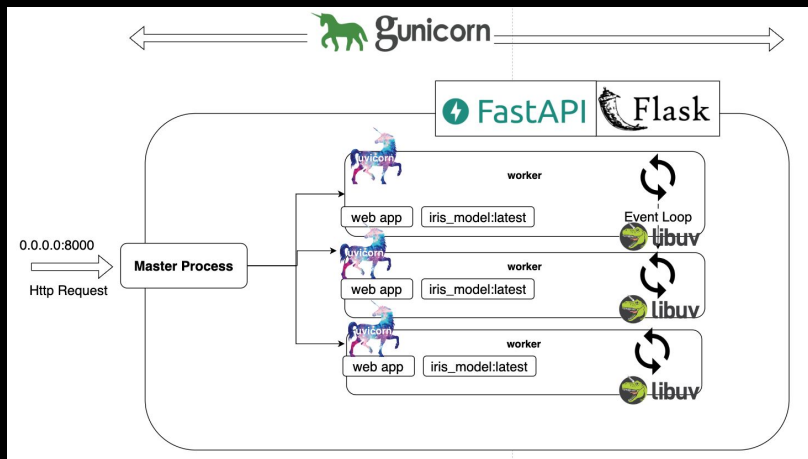 gunicorn
FastAPI
Flask
uvicorn
worker
web app
iris_model:latest
Event Loop
libuv
0.0.0.0:8000
Master Process
Http Request
uvicorn
worker
web app
iris_model:latest
libuv
uvicorn
worker
web app
iris_model:latest
libuv